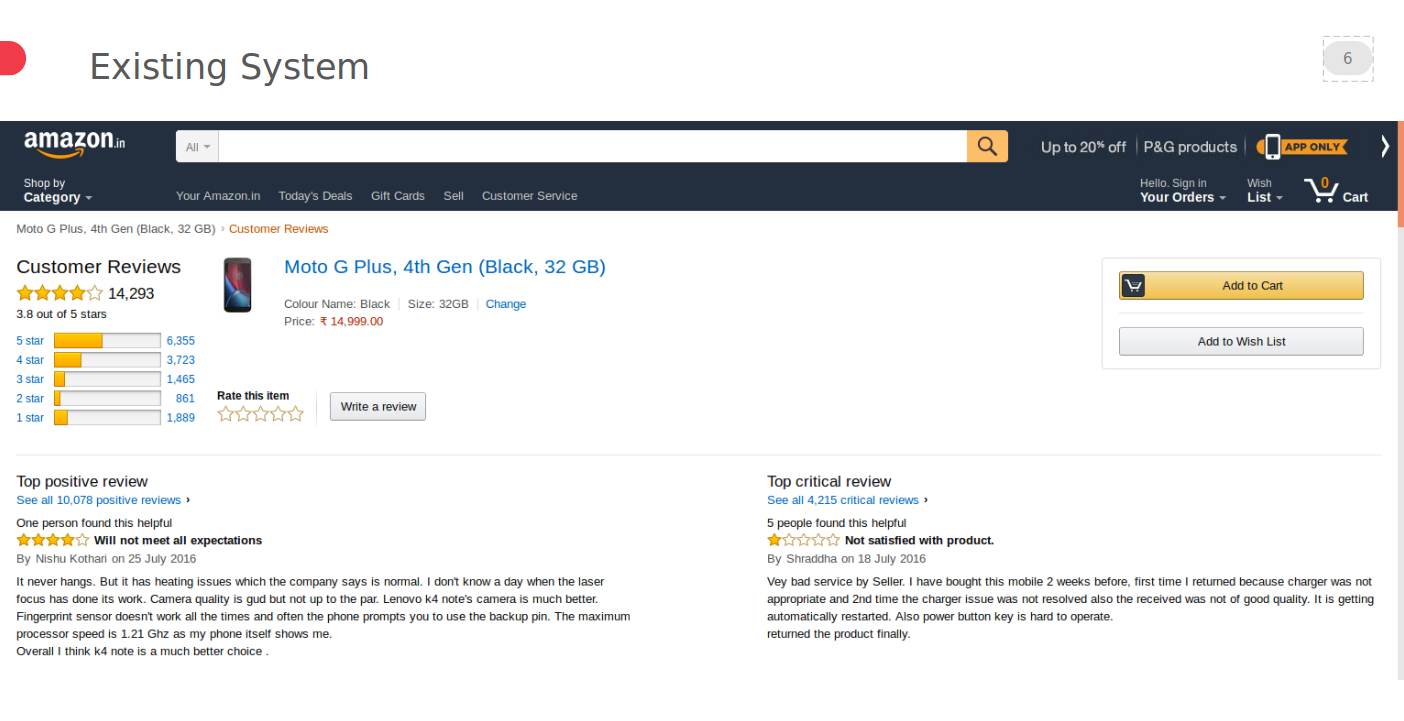 Existing System
6
amazon.in
All
Up to 20% off P&G products APP ONLY
Shop by
Category
Your Amazon.in Today's Deals Gift Cards Sell Customer Service
Hello. Sign in
Your Orders
Wish
List
0
Cart
Moto G Plus, 4th Gen (Black, 32 GB) › Customer Reviews
Customer Reviews
14,293
3.8 out of 5 stars
5 star 6,355
4 star 3,723
3 star 1,465
2 star 861
1 star 1,889
Moto G Plus, 4th Gen (Black, 32 GB)
Colour Name: Black | Size: 32GB | Change
Price: ₹ 14,999.00
Rate this item
Write a review
Add to Cart
Add to Wish List
Top positive review
See all 10,078 positive reviews ›
One person found this helpful
Will not meet all expectations
By Nishu Kothari on 25 July 2016
It never hangs. But it has heating issues which the company says is normal. I don't know a day when the laser
focus has done its work. Camera quality is gud but not up to the par. Lenovo k4 note's camera is much better.
Fingerprint sensor doesn't work all the times and often the phone prompts you to use the backup pin. The maximum
processor speed is 1.21 Ghz as my phone itself shows me.
Overall I think k4 note is a much better choice .
Top critical review
See all 4,215 critical reviews ›
5 people found this helpful
Not satisfied with product.
By Shraddha on 18 July 2016
Vey bad service by Seller. I have bought this mobile 2 weeks before, first time I returned because charger was not
appropriate and 2nd time the charger issue was not resolved also the received was not of good quality. It is getting
automatically restarted. Also power button key is hard to operate.
returned the product finally.